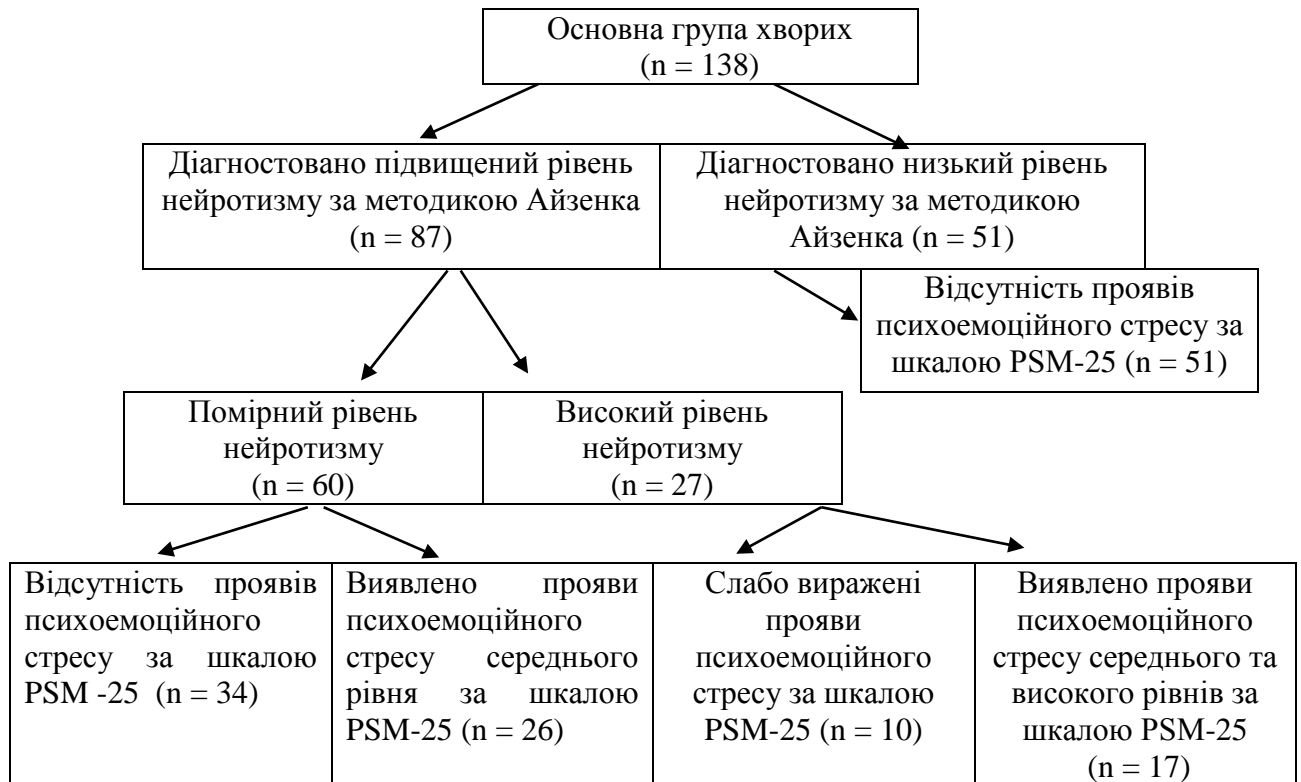 Основна група хворих
(n = 138)
Діагностовано підвищений рівень
нейротизму за методикою Айзенка
(n = 87)
Діагностовано низький рівень
нейротизму за методикою
Айзенка (n = 51)
Відсутність проявів
психоемоційного стресу за
шкалою PSM-25 (n = 51)
Помірний рівень
нейротизму
(n = 60)
Високий рівень
нейротизму
(n = 27)
Відсутність проявів
психоемоційного
стресу за шкалою
PSM -25 (n = 34)
Виявлено прояви
психоемоційного
стресу середнього
рівня за шкалою
PSM-25 (n = 26)
Слабо виражені
прояви
психоемоційного
стресу за шкалою
PSM-25 (n = 10)
Виявлено прояви
психоемоційного
стресу середнього та
високого рівнів за
шкалою PSM-25
(n = 17)